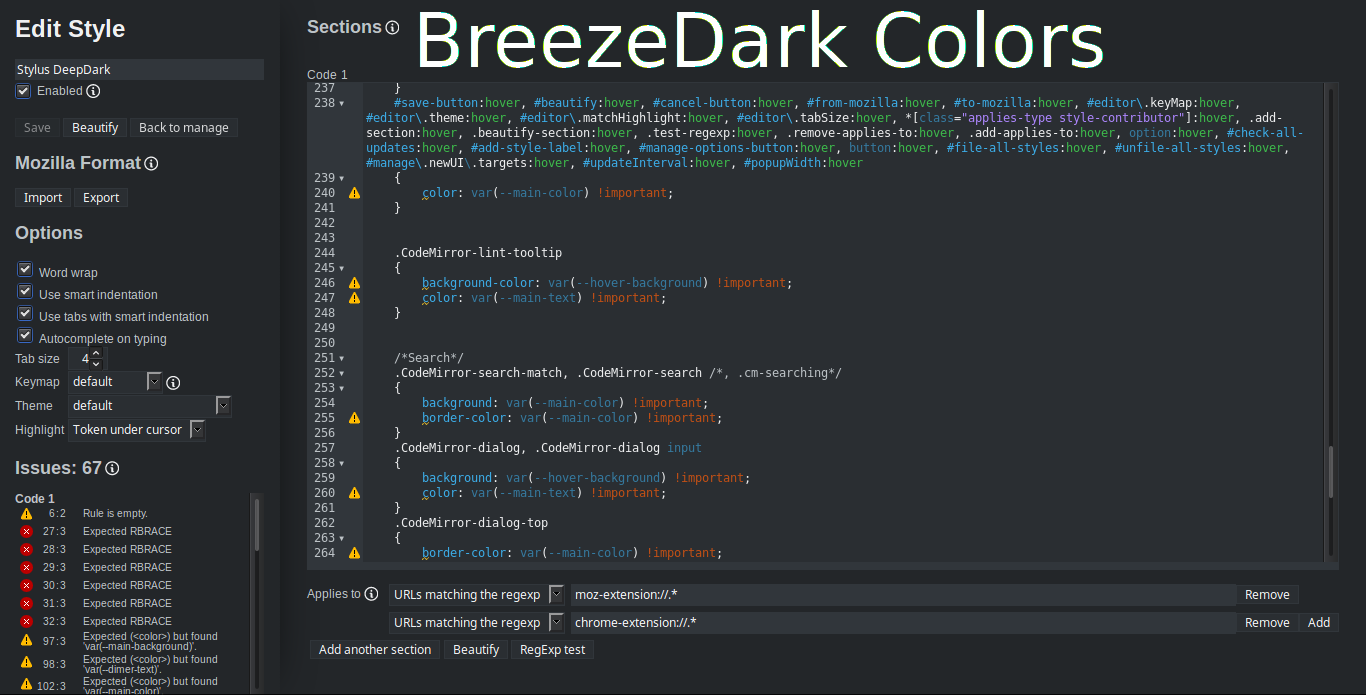 Edit Style
Stylus DeepDark
Enabled
Save Beautify Back to manage
Mozilla Format
Import Export
Options
Word wrap
Use smart indentation
Use tabs with smart indentation
Autocomplete on typing
Tab size 4
Keymap default
Theme default
Highlight Token under cursor
Issues: 67
Code 1
6:2 Rule is empty.
27:3 Expected RBRACE
28:3 Expected RBRACE
29:3 Expected RBRACE
30:3 Expected RBRACE
31:3 Expected RBRACE
32:3 Expected RBRACE
97:3 Expected (<color>) but found
'var(--main-background)'.
98:3 Expected (<color>) but found
'var(--dimer-text)'.
102:3 Expected (<color>) but found
'var(--main-color)'.
Sections
BreezeDark Colors
Code 1
237 }
238 #save-button:hover, #beautify:hover, #cancel-button:hover, #from-mozilla:hover, #to-mozilla:hover, #editor\.keyMap:hover,
#editor\.theme:hover, #editor\.matchHighlight:hover, #editor\.tabSize:hover, *[class="applies-type style-contributor"]:hover, .add-
section:hover, .beautify-section:hover, .test-regexp:hover, .remove-applies-to:hover, .add-applies-to:hover, option:hover, #check-all-
updates:hover, #add-style-label:hover, #manage-options-button:hover, button:hover, #file-all-styles:hover, #unfile-all-styles:hover,
#manage\.newUI\.targets:hover, #updateInterval:hover, #popupWidth:hover
239 {
240 color: var(--main-color) !important;
241 }
242
243
244 .CodeMirror-lint-tooltip
245 {
246 background-color: var(--hover-background) !important;
247 color: var(--main-text) !important;
248 }
249
250
251 /*Search*/
252 .CodeMirror-search-match, .CodeMirror-search /*, .cm-searching*/
253 {
254 background: var(--main-color) !important;
255 border-color: var(--main-color) !important;
256 }
257 .CodeMirror-dialog, .CodeMirror-dialog input
258 {
259 background: var(--hover-background) !important;
260 color: var(--main-text) !important;
261 }
262 .CodeMirror-dialog-top
263 {
264 border-color: var(--main-color) !important;
Applies to URLs matching the regexp moz-extension://.* Remove
URLs matching the regexp chrome-extension://.* Remove Add
Add another section Beautify RegExp test